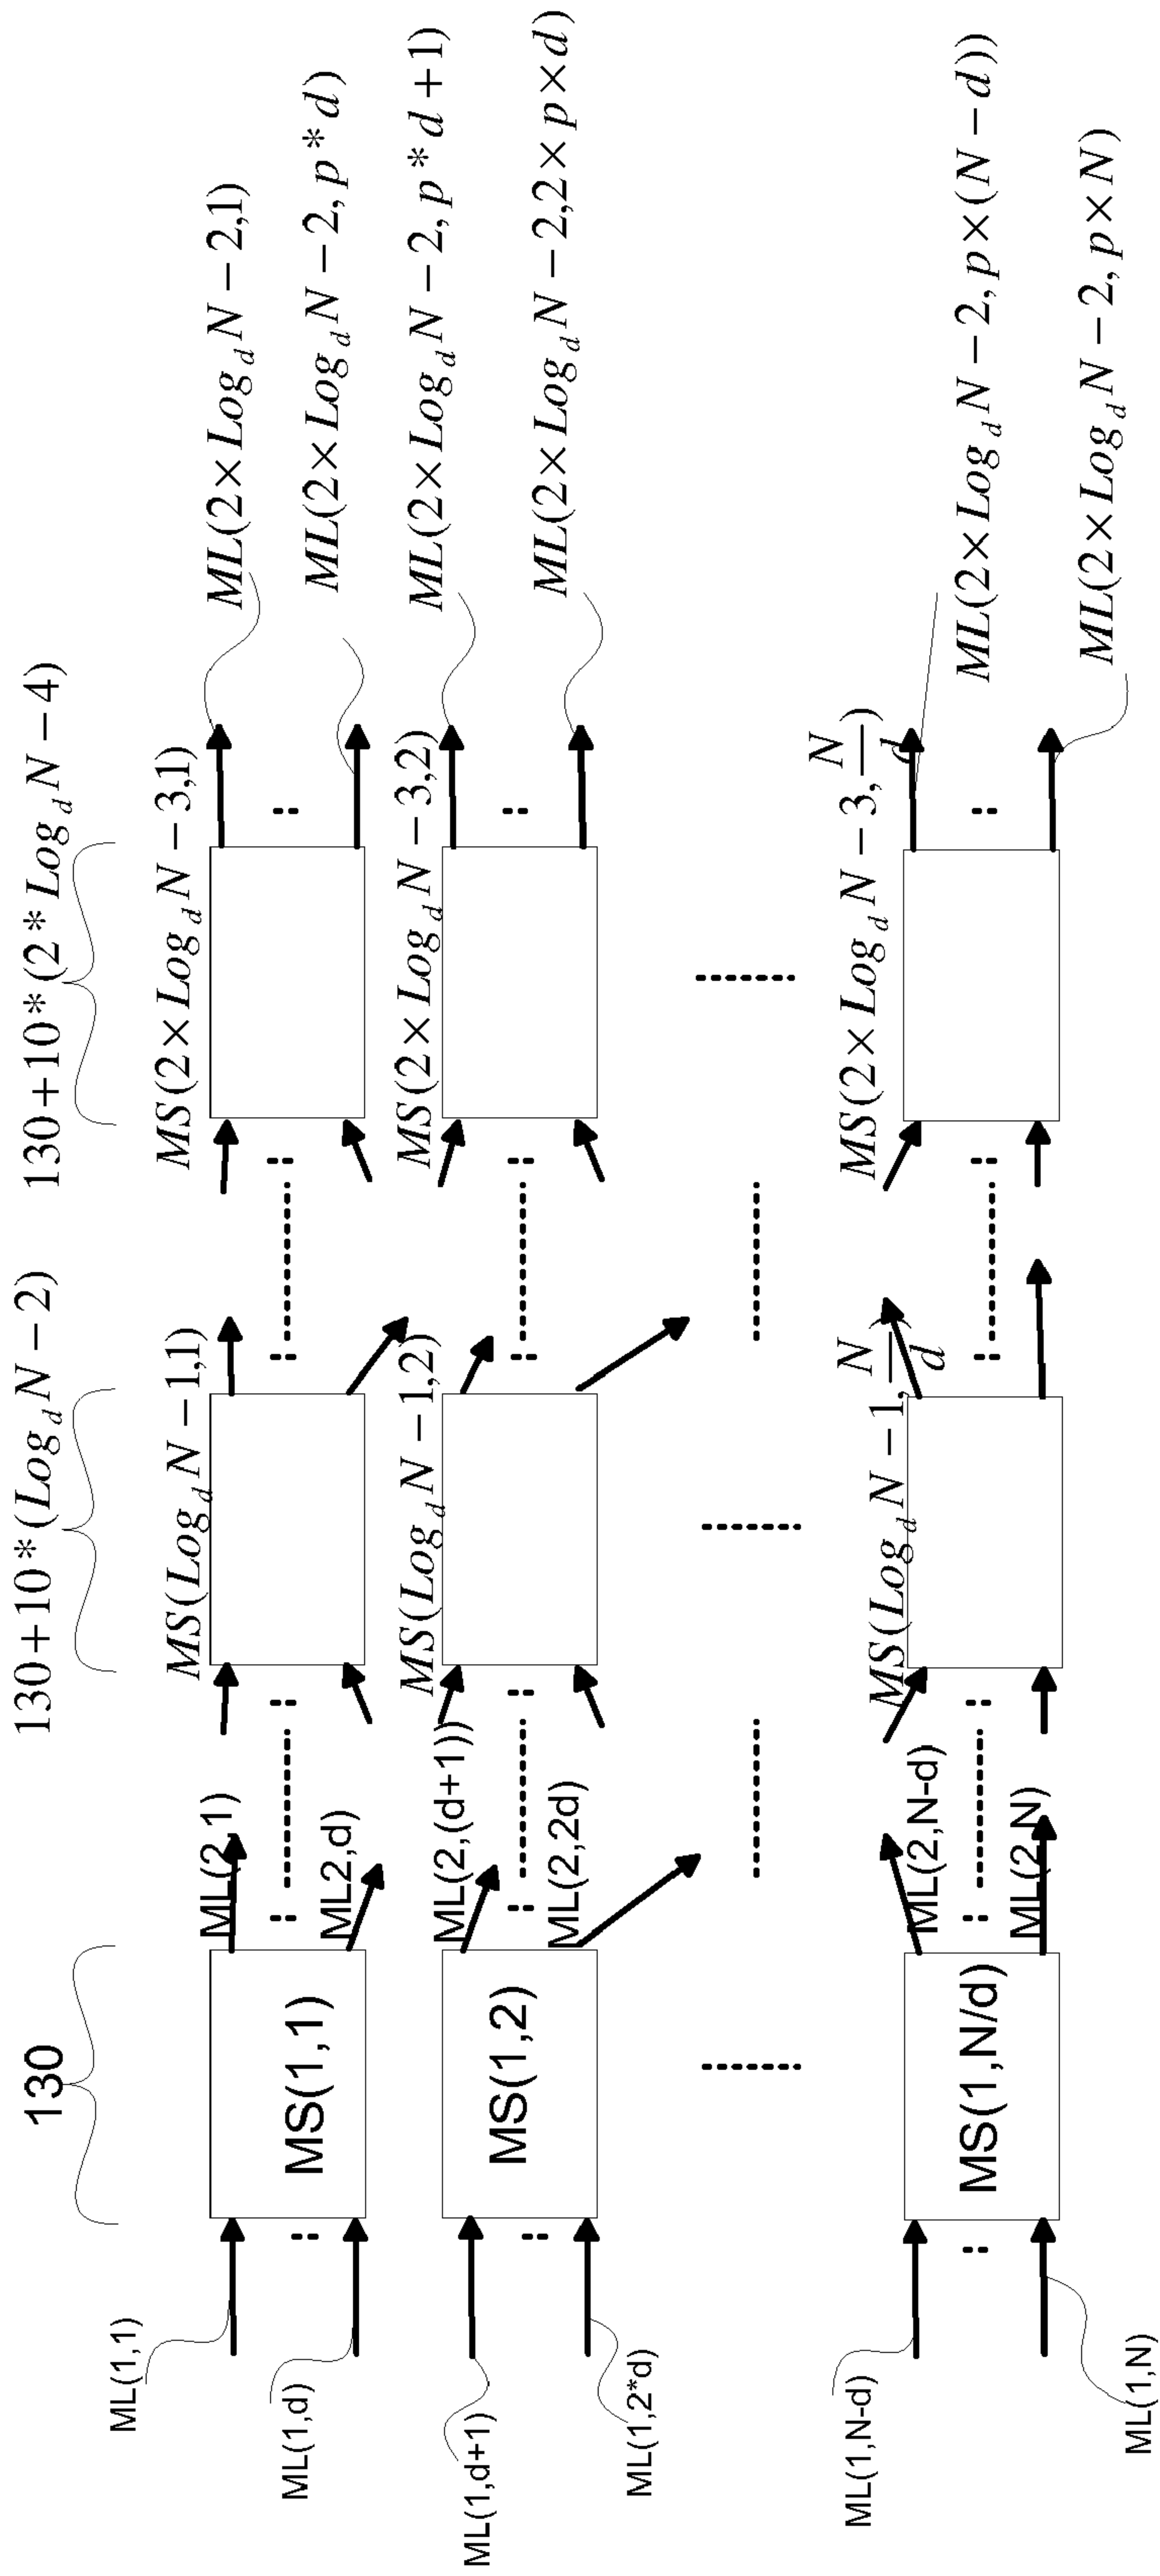 130
130+10*(Log_d N−2)
130+10*(2*Log_d N−4)
ML(1,1)
ML(1,d)
ML(1,d+1)
ML(1,2*d)
ML(1,N-d)
ML(1,N)
MS(1,1)
MS(1,2)
MS(1,N/d)
ML(2,1)
ML2,d)
ML(2,(d+1))
ML(2,2d)
ML(2,N-d)
ML(2,N)
MS(Log_d N−1,1)
MS(Log_d N−1,2)
MS(Log_d N−1,N/d)
MS(2×Log_d N−3,1)
MS(2×Log_d N−3,2)
MS(2×Log_d N−3,N/d)
ML(2×Log_d N−2,1)
ML(2×Log_d N−2,p*d)
ML(2×Log_d N−2,p*d+1)
ML(2×Log_d N−2,2×p×d)
ML(2×Log_d N−2,p×(N−d))
ML(2×Log_d N−2,p×N)